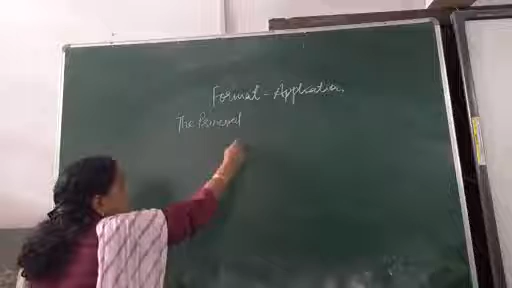 Format - Application.
The Principal